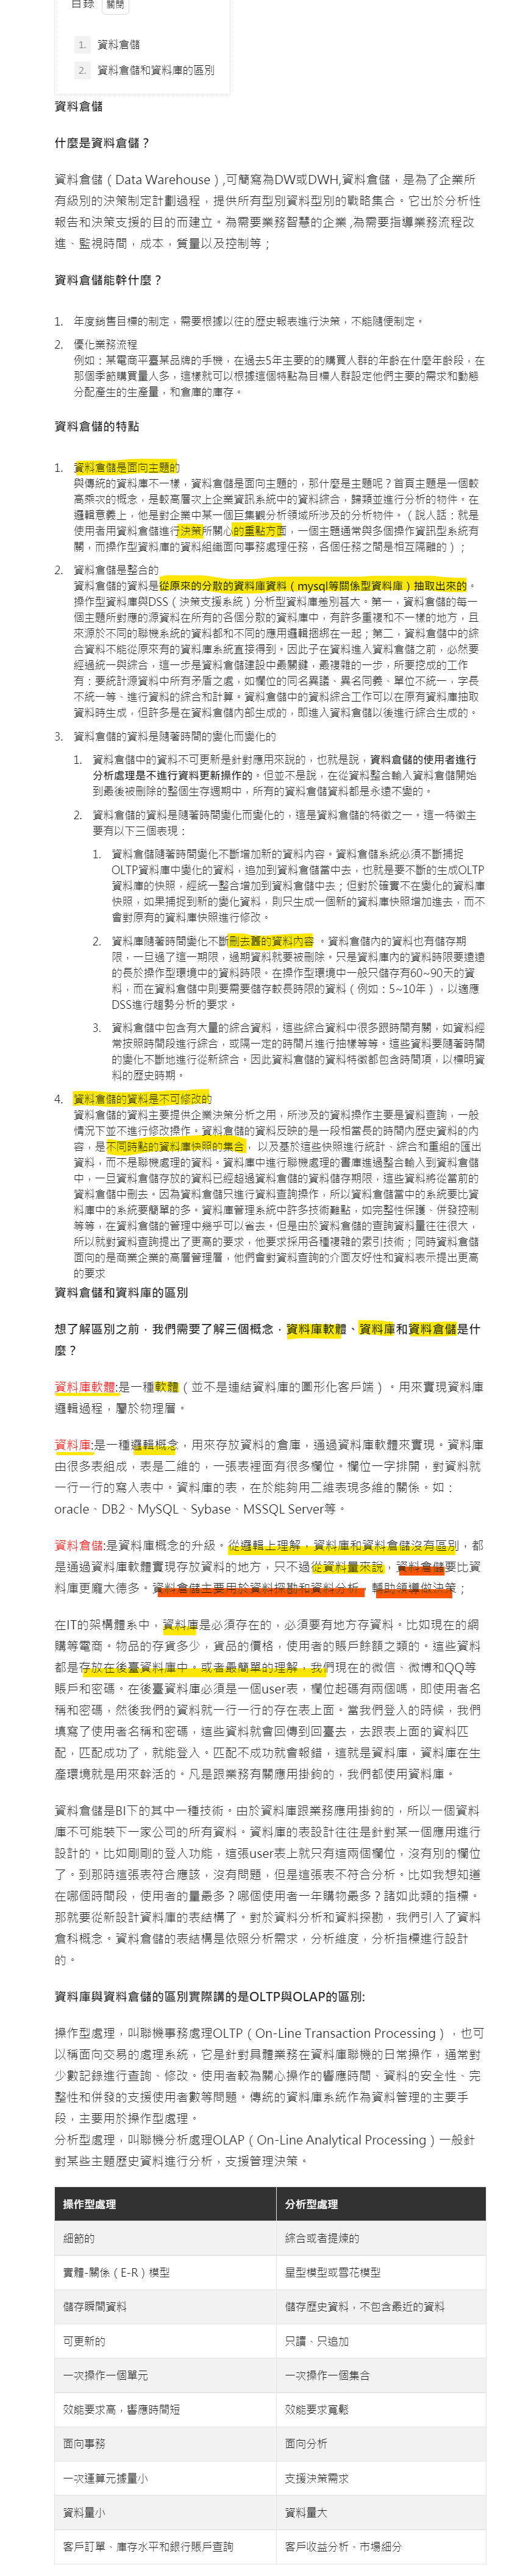 目錄 關閉
1. 資料倉儲
2. 資料倉儲和資料庫的區別
資料倉儲
什麼是資料倉儲？
資料倉儲（Data Warehouse）,可簡寫為DW或DWH,資料倉儲，是為了企業所
有級別的決策制定計劃過程，提供所有型別資料型別的戰略集合。它出於分析性
報告和決策支援的目的而建立。為需要業務智慧的企業 ,為需要指導業務流程改
進、監視時間，成本，質量以及控制等；
資料倉儲能幹什麼？
1. 年度銷售目標的制定，需要根據以往的歷史報表進行決策，不能隨便制定。
2. 優化業務流程
例如：某電商平臺某品牌的手機，在過去5年主要的的購買人群的年齡在什麼年齡段，在
那個季節購買量人多，這樣就可以根據這個特點為目標人群設定他們主要的需求和動態
分配產生的生產量，和倉庫的庫存。
資料倉儲的特點
1. 資料倉儲是面向主題的
與傳統的資料庫不一樣，資料倉儲是面向主題的，那什麼是主題呢？首頁主題是一個較
高乘次的概念，是較高層次上企業資訊系統中的資料綜合，歸類並進行分析的物件。在
邏輯意義上，他是對企業中某一個巨集觀分析領域所涉及的分析物件。（說人話：就是
使用者用資料倉儲進行決策所關心的重點方面，一個主題通常與多個操作資訊型系統有
關，而操作型資料庫的資料組織面向事務處理任務，各個任務之間是相互隔離的）；
2. 資料倉儲是整合的
資料倉儲的資料是從原來的分散的資料庫資料（mysql等關係型資料庫）抽取出來的。
操作型資料庫與DSS（決策支援系統）分析型資料庫差別甚大。第一，資料倉儲的每一
個主題所對應的源資料在所有的各個分散的資料庫中，有許多重複和不一樣的地方，且
來源於不同的聯機系統的資料都和不同的應用邏輯捆綁在一起；第二，資料倉儲中的綜
合資料不能從原來有的資料庫系統直接得到。因此子在資料進入資料倉儲之前，必然要
經過統一與綜合，這一步是資料倉儲建設中最關鍵，最複雜的一步，所要挖成的工作
有：要統計源資料中所有矛盾之處，如欄位的同名異議、異名同義、單位不統一，字長
不統一等、進行資料的綜合和計算。資料倉儲中的資料綜合工作可以在原有資料庫抽取
資料時生成，但許多是在資料倉儲內部生成的，即進入資料倉儲以後進行綜合生成的。
3. 資料倉儲的資料是隨著時間的變化而變化的
1. 資料倉儲中的資料不可更新是針對應用來說的，也就是說，資料倉儲的使用者進行
分析處理是不進行資料更新操作的。但並不是說，在從資料整合輸入資料倉儲開始
到最後被刪除的整個生存週期中，所有的資料倉儲資料都是永遠不變的。
2. 資料倉儲的資料是隨著時間變化而變化的，這是資料倉儲的特徵之一。這一特徵主
要有以下三個表現：
1. 資料倉儲隨著時間變化不斷增加新的資料內容。資料倉儲系統必須不斷捕捉
OLTP資料庫中變化的資料，追加到資料倉儲當中去，也就是要不斷的生成OLTP
資料庫的快照，經統一整合增加到資料倉儲中去；但對於確實不在變化的資料庫
快照，如果捕捉到新的變化資料，則只生成一個新的資料庫快照增加進去，而不
會對原有的資料庫快照進行修改。
2. 資料庫隨著時間變化不斷刪去舊的資料內容 。資料倉儲內的資料也有儲存期
限，一旦過了這一期限，過期資料就要被刪除。只是資料庫內的資料時限要遠遠
的長於操作型環境中的資料時限。在操作型環境中一般只儲存有60~90天的資
料，而在資料倉儲中則要需要儲存較長時限的資料（例如：5~10年），以適應
DSS進行趨勢分析的要求。
3. 資料倉儲中包含有大量的綜合資料，這些綜合資料中很多跟時間有關，如資料經
常按照時間段進行綜合，或隔一定的時間片進行抽樣等等。這些資料要隨著時間
的變化不斷地進行從新綜合。因此資料倉儲的資料特徵都包含時間項，以標明資
料的歷史時期。
4. 資料倉儲的資料是不可修改的
資料倉儲的資料主要提供企業決策分析之用，所涉及的資料操作主要是資料查詢，一般
情況下並不進行修改操作。資料倉儲的資料反映的是一段相當長的時間內歷史資料的內
容，是不同時點的資料庫快照的集合， 以及基於這些快照進行統計、綜合和重組的匯出
資料，而不是聯機處理的資料。資料庫中進行聯機處理的書庫進過整合輸入到資料倉儲
中，一旦資料倉儲存放的資料已經超過資料倉儲的資料儲存期限，這些資料將從當前的
資料倉儲中刪去。因為資料倉儲只進行資料查詢操作，所以資料倉儲當中的系統要比資
料庫中的系統要簡單的多。資料庫管理系統中許多技術難點，如完整性保護、併發控制
等等，在資料倉儲的管理中幾乎可以省去。但是由於資料倉儲的查詢資料量往往很大，
所以就對資料查詢提出了更高的要求，他要求採用各種複雜的索引技術；同時資料倉儲
面向的是商業企業的高層管理層，他們會對資料查詢的介面友好性和資料表示提出更高
的要求
資料倉儲和資料庫的區別
想了解區別之前，我們需要了解三個概念，資料庫軟體、資料庫和資料倉儲是什
麼？
資料庫軟體:是一種軟體（並不是連結資料庫的圖形化客戶端）。用來實現資料庫
邏輯過程，屬於物理層。
資料庫:是一種邏輯概念，用來存放資料的倉庫，通過資料庫軟體來實現。資料庫
由很多表組成，表是二維的，一張表裡面有很多欄位。欄位一字排開，對資料就
一行一行的寫入表中。資料庫的表，在於能夠用二維表現多維的關係。如：
oracle、DB2、MySQL、Sybase、MSSQL Server等。
資料倉儲:是資料庫概念的升級。從邏輯上理解，資料庫和資料倉儲沒有區別，都
是通過資料庫軟體實現存放資料的地方，只不過從資料量來說，資料倉儲要比資
料庫更龐大德多。資料倉儲主要用於資料探勘和資料分析，輔助領導做決策；
在IT的架構體系中，資料庫是必須存在的，必須要有地方存資料。比如現在的網
購等電商。物品的存貨多少，貨品的價格，使用者的賬戶餘額之類的。這些資料
都是存放在後臺資料庫中。或者最簡單的理解，我們現在的微信、微博和QQ等
賬戶和密碼。在後臺資料庫必須是一個user表，欄位起碼有兩個嗎，即使用者名
稱和密碼，然後我們的資料就一行一行的存在表上面。當我們登入的時候，我們
填寫了使用者名稱和密碼，這些資料就會回傳到回臺去，去跟表上面的資料匹
配，匹配成功了，就能登入。匹配不成功就會報錯，這就是資料庫，資料庫在生
產環境就是用來幹活的。凡是跟業務有關應用掛鉤的，我們都使用資料庫。
資料倉儲是BI下的其中一種技術。由於資料庫跟業務應用掛鉤的，所以一個資料
庫不可能裝下一家公司的所有資料。資料庫的表設計往往是針對某一個應用進行
設計的。比如剛剛的登入功能，這張user表上就只有這兩個欄位，沒有別的欄位
了。到那時這張表符合應該，沒有問題，但是這張表不符合分析。比如我想知道
在哪個時間段，使用者的量最多？哪個使用者一年購物最多？諸如此類的指標。
那就要從新設計資料庫的表結構了。對於資料分析和資料探勘，我們引入了資料
倉科概念。資料倉儲的表結構是依照分析需求，分析維度，分析指標進行設計
的。
資料庫與資料倉儲的區別實際講的是OLTP與OLAP的區別:
操作型處理，叫聯機事務處理OLTP（On-Line Transaction Processing），也可
以稱面向交易的處理系統，它是針對具體業務在資料庫聯機的日常操作，通常對
少數記錄進行查詢、修改。使用者較為關心操作的響應時間、資料的安全性、完
整性和併發的支援使用者數等問題。傳統的資料庫系統作為資料管理的主要手
段，主要用於操作型處理。
分析型處理，叫聯機分析處理OLAP（On-Line Analytical Processing）一般針
對某些主題歷史資料進行分析，支援管理決策。
操作型處理 分析型處理
細節的 綜合或者提煉的
實體-關係（E-R）模型 星型模型或雪花模型
儲存瞬間資料 儲存歷史資料，不包含最近的資料
可更新的 只讀、只追加
一次操作一個單元 一次操作一個集合
效能要求高，響應時間短 效能要求寬鬆
面向事務 面向分析
一次運算元據量小 支援決策需求
資料量小 資料量大
客戶訂單、庫存水平和銀行賬戶查詢 客戶收益分析、市場細分